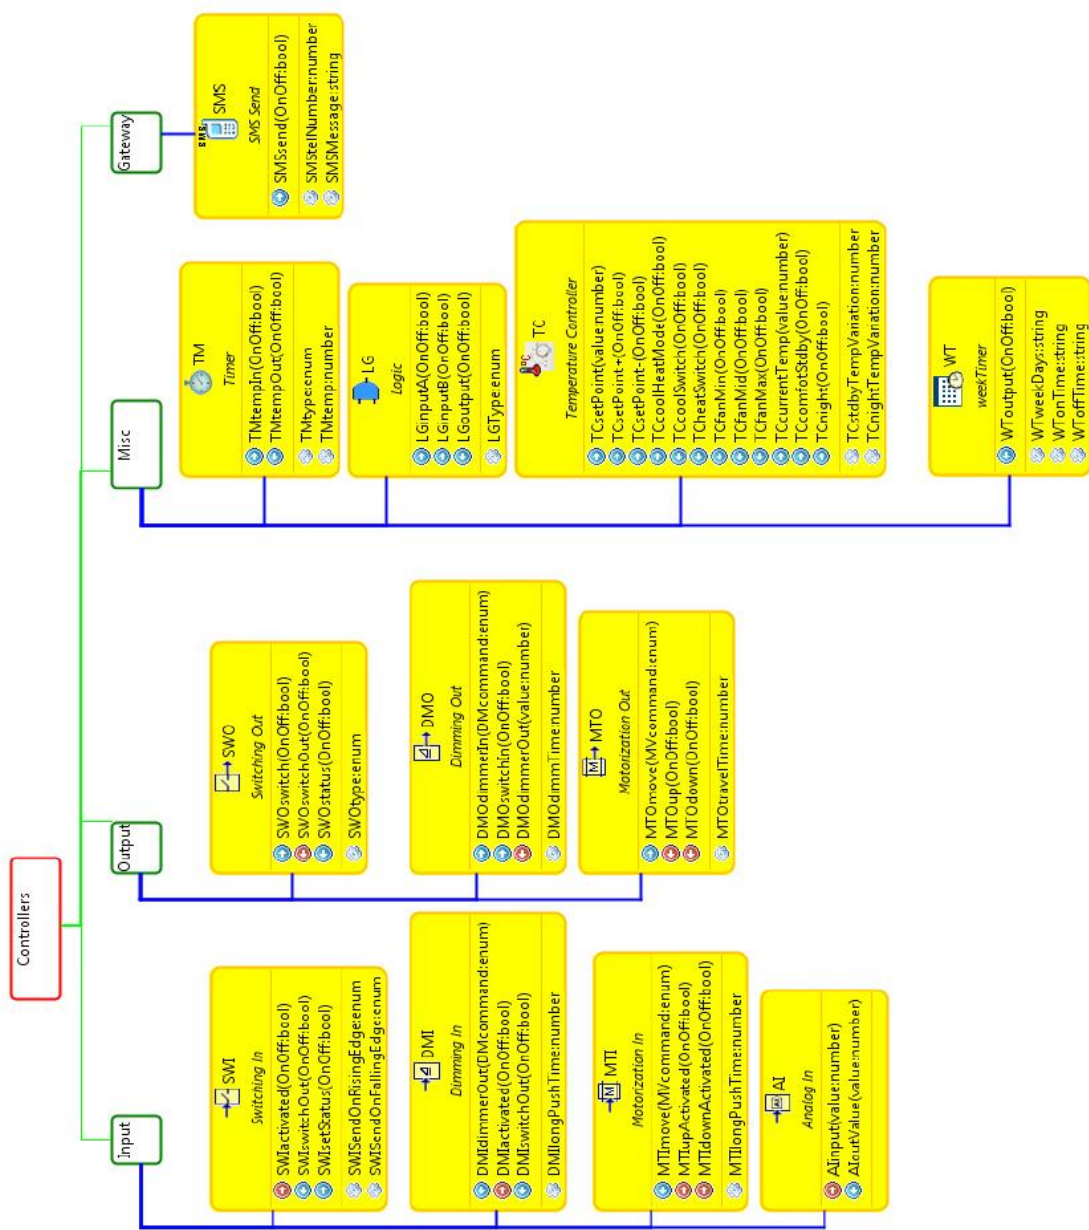 Controllers
Input
SWI
Switching In
SWIactivated(OnOff:bool)
SWIswitchOut(OnOff:bool)
SWIsetStatus(OnOff:bool)
SWISendOnRisingEdge:enum
SWISendOnFallingEdge:enum
DMI
Dimming In
DMIdimmerOut(DMcommand:enum)
DMIactivated(OnOff:bool)
DMIswitchOut(OnOff:bool)
DMIlongPushTime:number
MTI
Motorization In
MTImove(MVcommand:enum)
MTIupActivated(OnOff:bool)
MTIdownActivated(OnOff:bool)
MTIlongPushTime:number
AI
Analog In
AIinput(value:number)
AIoutValue(value:number)
Output
SWO
Switching Out
SWOswitch(OnOff:bool)
SWOswitchOut(OnOff:bool)
SWOstatus(OnOff:bool)
SWOtype:enum
DMO
Dimming Out
DMOdimmerIn(DMcommand:enum)
DMOswitchin(OnOff:bool)
DMOdimmerOut(value:number)
DMOdimmTime:number
MTO
Motorization Out
MTOmove(MVcommand:enum)
MTOup(OnOff:bool)
MTOdown(OnOff:bool)
MTOtravelTime:number
Misc
TM
Timer
TMtempIn(OnOff:bool)
TMtempOut(OnOff:bool)
TMtype:enum
TMtemp:number
LG
Logic
LGinputA(OnOff:bool)
LGinputB(OnOff:bool)
LGoutput(OnOff:bool)
LGType:enum
TC
Temperature Controller
TCsetPoint(value:number)
TCsetPoint+(OnOff:bool)
TCsetPoint-(OnOff:bool)
TCcoolHeatMode(OnOff:bool)
TCcoolSwitch(OnOff:bool)
TCheatSwitch(OnOff:bool)
TCfanMin(OnOff:bool)
TCfanMid(OnOff:bool)
TCfanMax(OnOff:bool)
TCcurrentTemp(value:number)
TCcomfotStdby(OnOff:bool)
TCnight(OnOff:bool)
TCstdbyTempVariation:number
TCnightTempVariation:number
WT
weekTimer
WToutput(OnOff:bool)
WTweekDays:string
WTonTime:string
WToffTime:string
Gateway
SMS
SMS
SMS Send
SMSsend(OnOff:bool)
SMStelNumber:number
SMSMessage:string